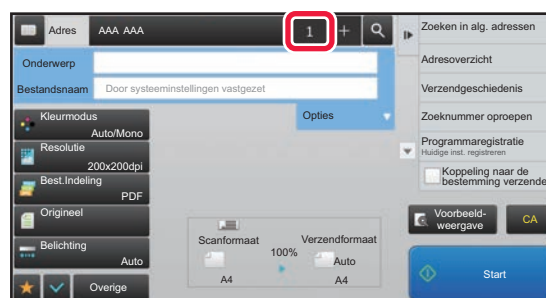 Adres
AAA AAA
1
Onderwerp
Bestandsnaam
Door systeeminstellingen vastgezet
Opties
Kleurmodus
Auto/Mono
Resolutie
200x200dpi
Best.Indeling
PDF
Origineel
Belichting
Auto
Overige
Scanformaat
A4
100%
Verzendformaat
Auto
A4
Zoeken in alg. adressen
Adresoverzicht
Verzendgeschiedenis
Zoeknummer oproepen
Programmaregistratie
Huidige inst. registreren
Koppeling naar de
bestemming verzende
Voorbeeld-
weergave
CA
Start